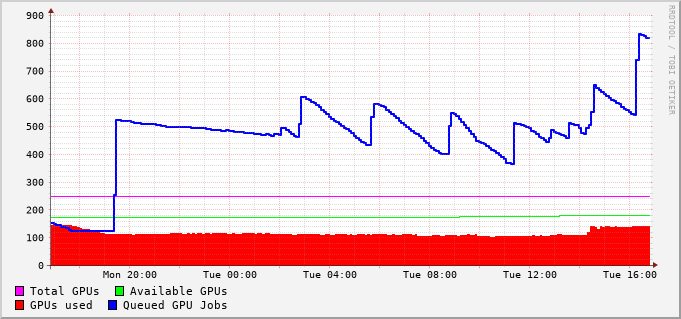 900
800
700
600
500
400
300
200
100
0
Mon 20:00 Tue 00:00 Tue 04:00 Tue 08:00 Tue 12:00 Tue 16:00
Total GPUs Available GPUs
GPUs used Queued GPU Jobs
RRDTOOL / TOBI OETIKER